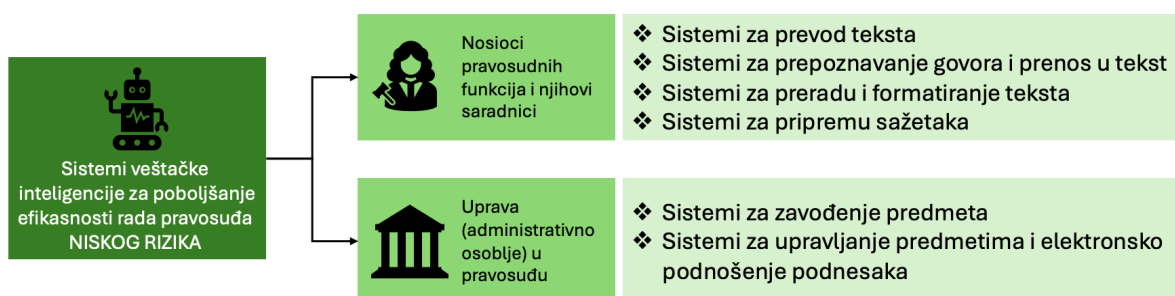 Sistemi veštačke
inteligencije za poboljšanje
efikasnosti rada pravosuđa
NISKOG RIZIKA
Nosioci
pravosudnih
funkcija i njihovi
saradnici
❖ Sistemi za prevod teksta
❖ Sistemi za prepoznavanje govora i prenos u tekst
❖ Sistemi za preradu i formatiranje teksta
❖ Sistemi za pripremu sažetaka
Uprava
(administrativno
osoblje) u
pravosuđu
❖ Sistemi za zavođenje predmeta
❖ Sistemi za upravljanje predmetima i elektronsko
podnošenje podnesaka